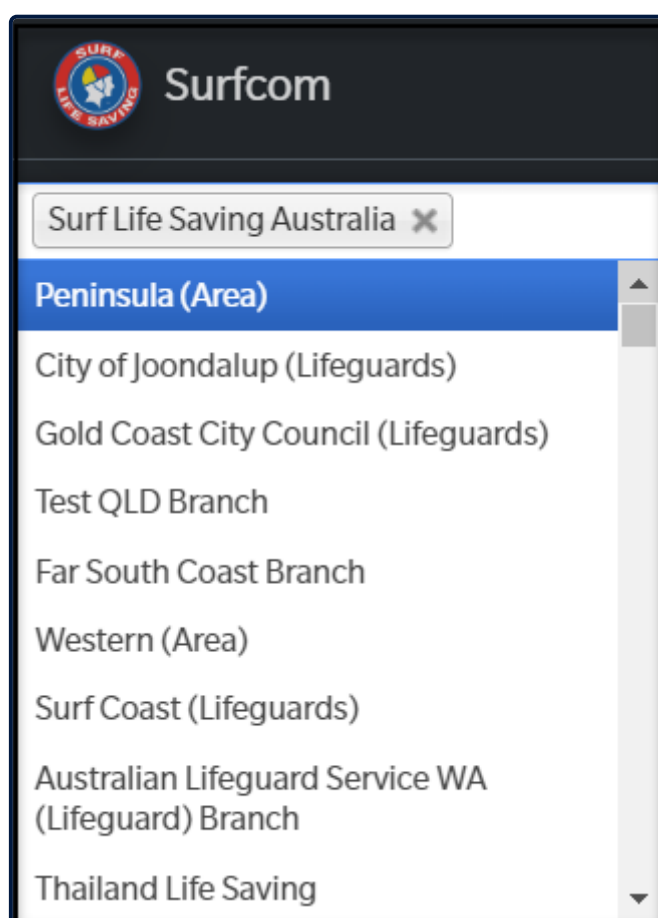 SURF
LIFE SAVING
Surfcom
Surf Life Saving Australia
Peninsula (Area)
City of Joondalup (Lifeguards)
Gold Coast City Council (Lifeguards)
Test QLD Branch
Far South Coast Branch
Western (Area)
Surf Coast (Lifeguards)
Australian Lifeguard Service WA
(Lifeguard) Branch
Thailand Life Saving